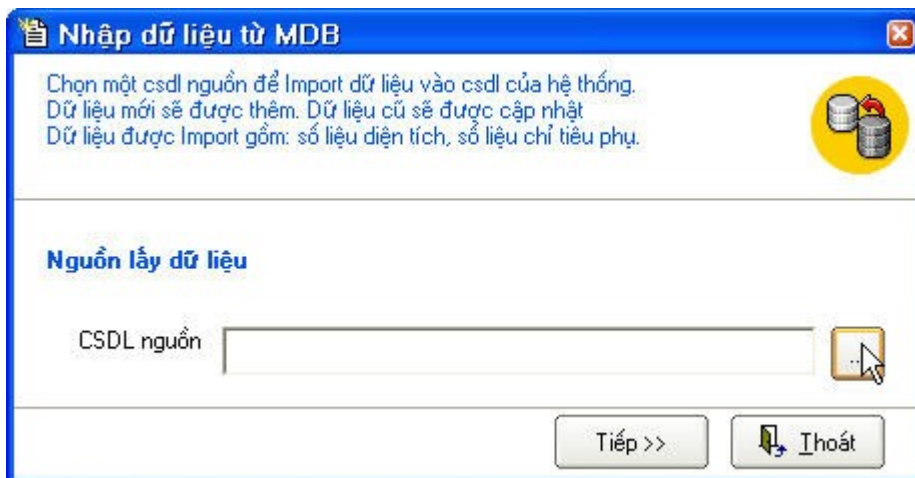 Nhập dữ liệu từ MDB
Chọn một csdl nguồn để Import dữ liệu vào csdl của hệ thống.
Dữ liệu mới sẽ được thêm. Dữ liệu cũ sẽ được cập nhật
Dữ liệu được Import gồm: số liệu diện tích, số liệu chỉ tiêu phụ.
Nguồn lấy dữ liệu
CSDL nguồn
...
Tiếp >>
Thoát